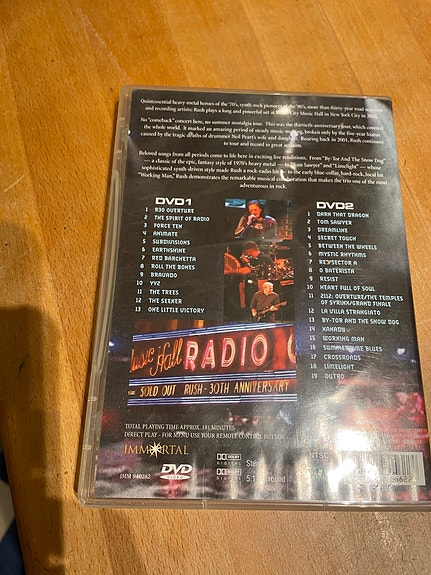 Quintessential heavy-metal heroes of the '70's, synth-rock pioneers of the '80's, more than thirty-year road warriors
and recording artists: Rush plays a long and powerful set at Radio City Music Hall in New York City in 2001.
No "comeback" concert here, no summer nostalgia tour. This was the thirtieth-anniversary tour, which covered
the whole world. It marked an amazing period of steady music-making, broken only by the five-year hiatus
caused by the tragic deaths of drummer Neil Peart's wife and daughter. Roaring back in 2001, Rush continued
to tour and record to great acclaim.
Beloved songs from all periods come to life here in exciting live renditions. From "By-Tor And The Snow Dog"
— a classic of the epic, fantasy style of 1970's heavy metal — to "Tom Sawyer" and "Limelight" — whose
sophisticated synth-driven style made Rush a rock-radio hit — to the early blue-collar, hard-rock, local hit
"Working Man," Rush demonstrates the remarkable musical collaboration that makes the trio one of the most
adventurous in rock.
DVD1
1 R30 OVERTURE
2 THE SPIRIT OF RADIO
3 FORCE TEN
4 ANIMATE
5 SUBDIVISIONS
6 EARTHSHINE
7 RED BARCHETTA
8 ROLL THE BONES
9 BRAVADO
10 YYZ
11 THE TREES
12 THE SEEKER
13 ONE LITTLE VICTORY
DVD2
1 DARN THAT DRAGON
2 TOM SAWYER
3 DREAMLINE
4 SECRET TOUCH
5 BETWEEN THE WHEELS
6 MYSTIC RHYTHMS
7 RED SECTOR A
8 O BATERISTA
9 RESIST
10 HEART FULL OF SOUL
11 2112: OVERTURE/THE TEMPLES
OF SYRINX/GRAND FINALE
12 LA VILLA STRANGIATO
13 BY-TOR AND THE SNOW DOG
14 XANADU
15 WORKING MAN
16 SUMMERTIME BLUES
17 CROSSROADS
18 LIMELIGHT
19 OUTRO
Music Hall RADIO C
SOLD OUT RUSH - 30TH ANNIVERSARY
TOTAL PLAYING TIME APPROX. 181 MINUTES
DIRECT PLAY - FOR MENU USE YOUR REMOTE CONTROL BUTTON
IMMORTAL
IMM 940262
DVD
VIDEO
DOLBY
DIGITAL
DOLBY
DIGITAL
5.1
NTSC